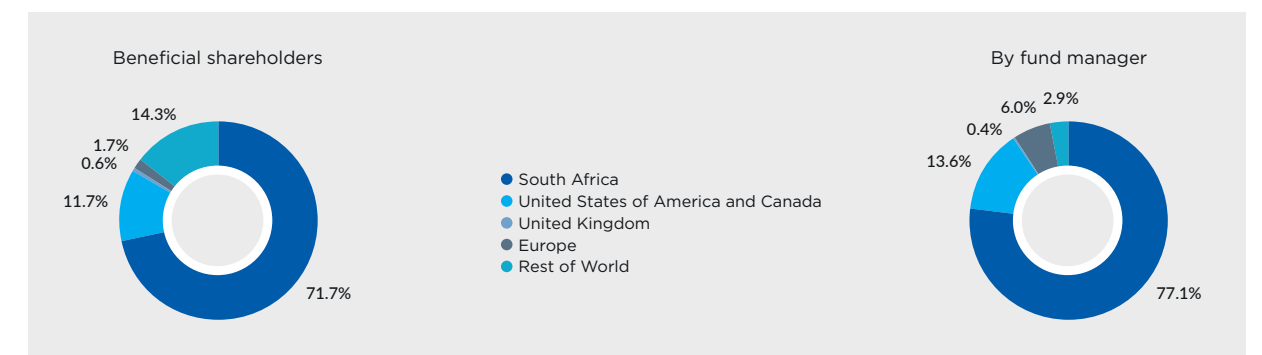 Beneficial shareholders
14.3%
1.7%
0.6%
11.7%
71.7%
South Africa
United States of America and Canada
United Kingdom
Europe
Rest of World
By fund manager
2.9%
6.0%
0.4%
13.6%
77.1%